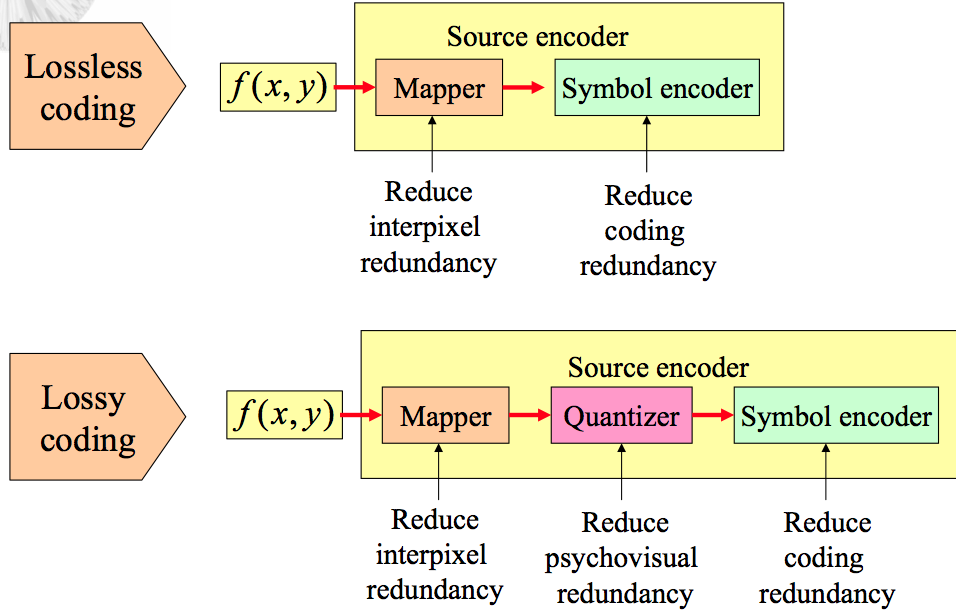 Lossless
coding
f(x, y)
Source encoder
Mapper
Symbol encoder
Reduce
interpixel
redundancy
Reduce
coding
redundancy
Lossy
coding
f(x, y)
Source encoder
Mapper
Quantizer
Symbol encoder
Reduce
interpixel
redundancy
Reduce
psychovisual
redundancy
Reduce
coding
redundancy